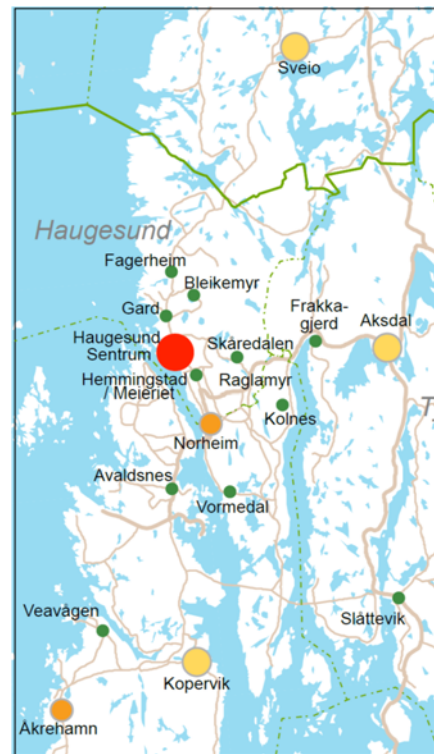 Sveio
Haugesund
Fagerheim
Bleikemyr
Gard
Frakka-
gjerd
Aksdal
Haugesund
Sentrum
Skåredalen
Hemmingstad
/ Meieriet
Raglamyr
Kolnes
T
Norheim
Avaldsnes
Vormedal
Veavågen
Slåttevik
Kopervik
Åkrehamn